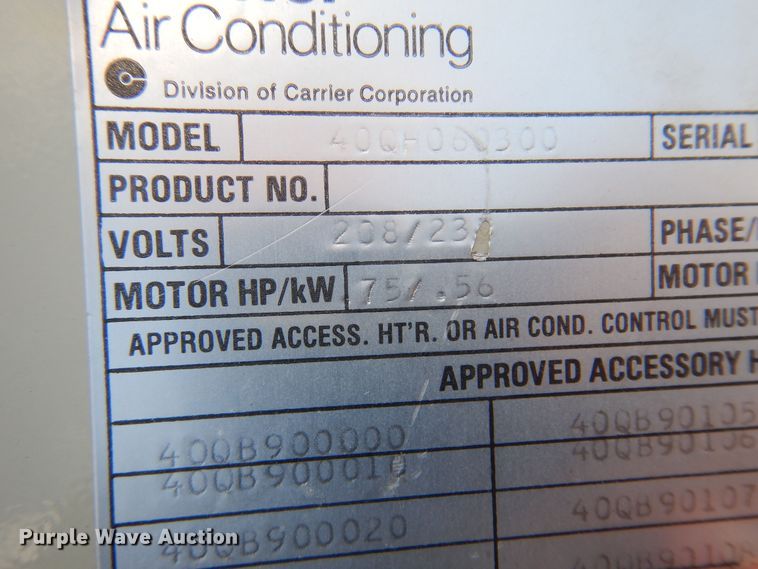 Air Conditioning
Division of Carrier Corporation
MODEL 40QH060300 SERIAL
PRODUCT NO.
VOLTS 208/23 PHASE/
MOTOR HP/kW .75/.56 MOTOR
APPROVED ACCESS. HT'R. OR AIR COND. CONTROL MUST
APPROVED ACCESSORY H
40QB900000 40QB90105
40QB900010 40QB90106
40QB900020 40QB90107
40QB90108
Purple Wave Auction